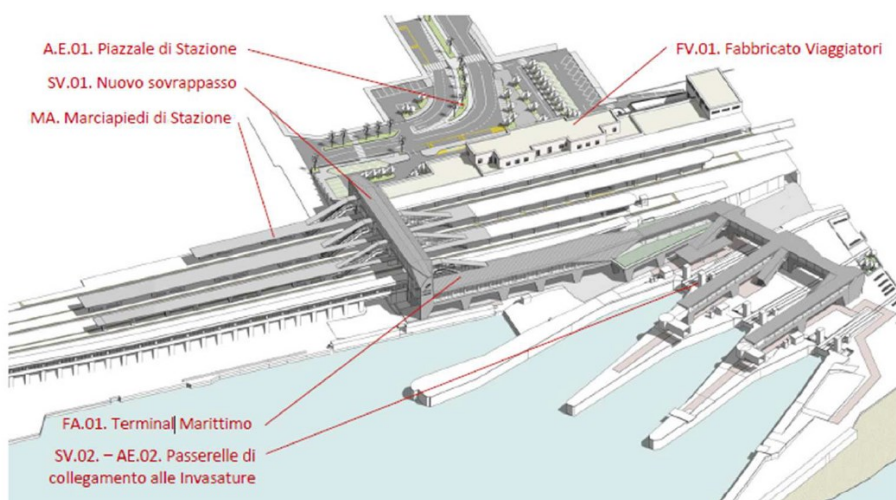 A.E.01. Piazzale di Stazione
SV.01. Nuovo sovrappasso
MA. Marciapiedi di Stazione
FV.01. Fabbricato Viaggiatori
FA.01. Terminal Marittimo
SV.02. – AE.02. Passerelle di
collegamento alle Invasature